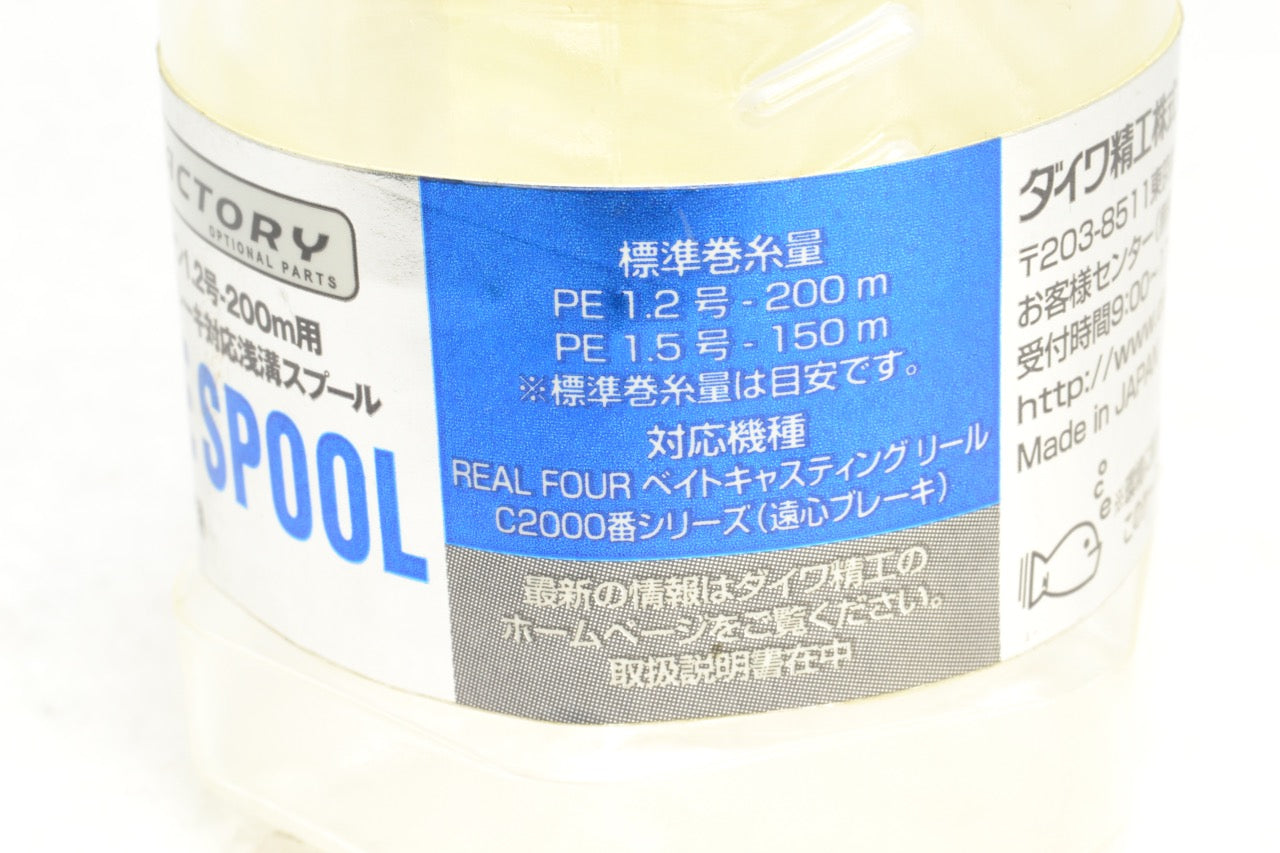 CTORY
OPTIONAL PARTS
1.2号-200m用
キ対応浅溝スプール
SPOOL
標準巻糸量
PE 1.2 号 - 200 m
PE 1.5 号 - 150 m
※標準巻糸量は目安です。
対応機種
REAL FOUR ベイトキャスティングリール
C2000番シリーズ（遠心ブレーキ）
最新の情報はダイワ精工の
ホームページをご覧ください。
取扱説明書在中
ダイワ精工株式
〒203-8511東
お客様センター
受付時間9:00~
http://www.
Made in JAPAN